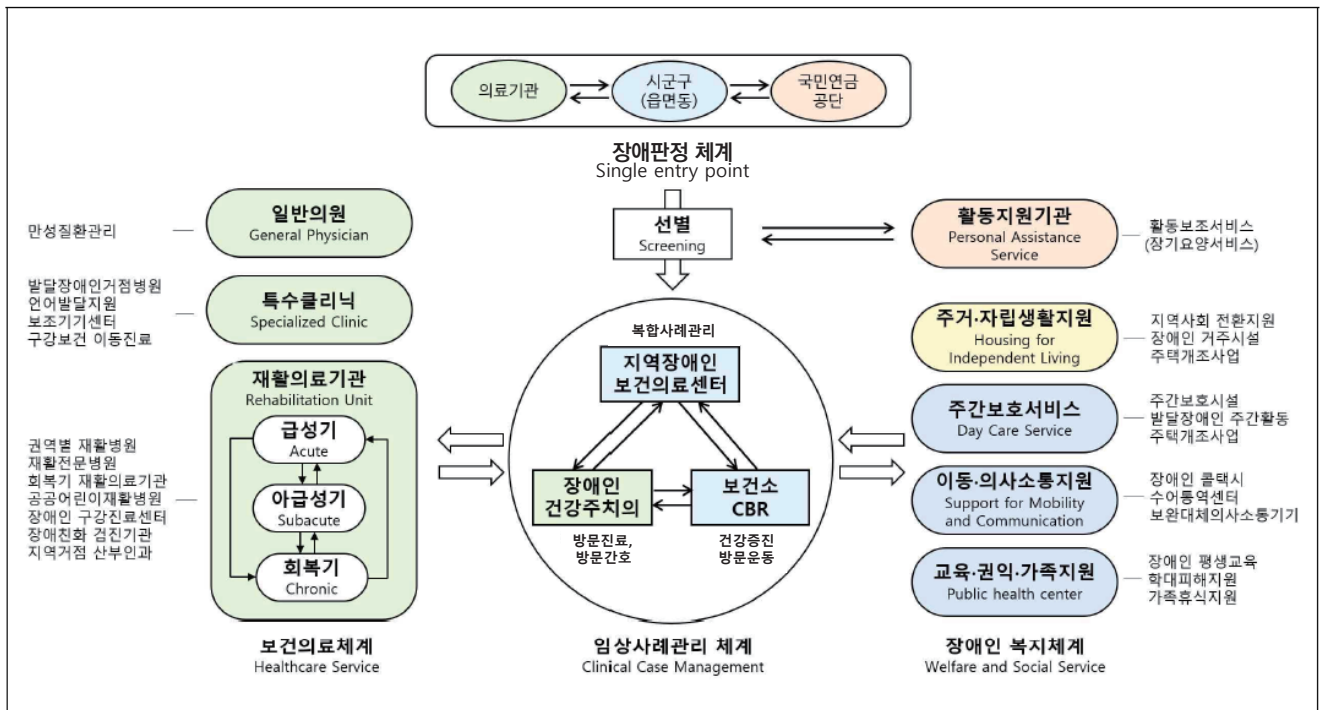 의료기관
시군구
(읍면동)
국민연금
공단
장애판정 체계
Single entry point
선별
Screening
일반의원
General Physician
만성질환관리
특수클리닉
Specialized Clinic
발달장애인거점병원
언어발달지원
보조기기센터
구강보건 이동진료
재활의료기관
Rehabilitation Unit
급성기
Acute
아급성기
Subacute
회복기
Chronic
권역별 재활병원
재활전문병원
회복기 재활의료기관
공공어린이재활병원
장애인 구강진료센터
장애친화 검진기관
지역거점 산부인과
보건의료체계
Healthcare Service
복합사례관리
지역장애인
보건의료센터
장애인
건강주치의
보건소
CBR
방문진료,
방문간호
건강증진
방문운동
임상사례관리 체계
Clinical Case Management
활동지원기관
Personal Assistance
Service
활동보조서비스
(장기요양서비스)
주거·자립생활지원
Housing for
Independent Living
지역사회 전환지원
장애인 거주시설
주택개조사업
주간보호서비스
Day Care Service
주간보호시설
발달장애인 주간활동
주택개조사업
이동·의사소통지원
Support for Mobility
and Communication
장애인 콜택시
수어통역센터
보완대체의사소통기기
교육·권익·가족지원
Public health center
장애인 평생교육
학대피해지원
가족휴식지원
장애인 복지체계
Welfare and Social Service